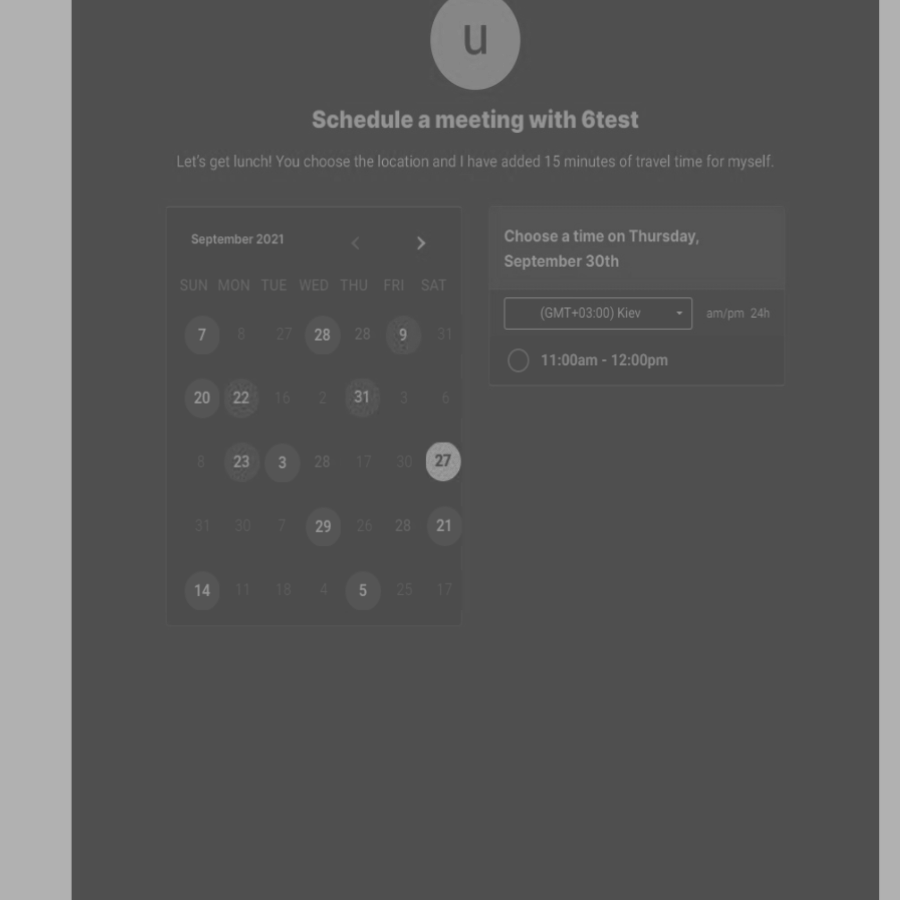 u
Schedule a meeting with 6test
Let's get lunch! You choose the location and I have added 15 minutes of travel time for myself.
September 2021
SUN MON TUE WED THU FRI SAT
7 8 27 28 28 9 31
20 22 16 2 31 3 6
8 23 3 28 17 30 27
31 30 7 29 26 28 21
14 11 18 4 5 25 17
Choose a time on Thursday,
September 30th
(GMT+03:00) Kiev
am/pm 24h
11:00am - 12:00pm